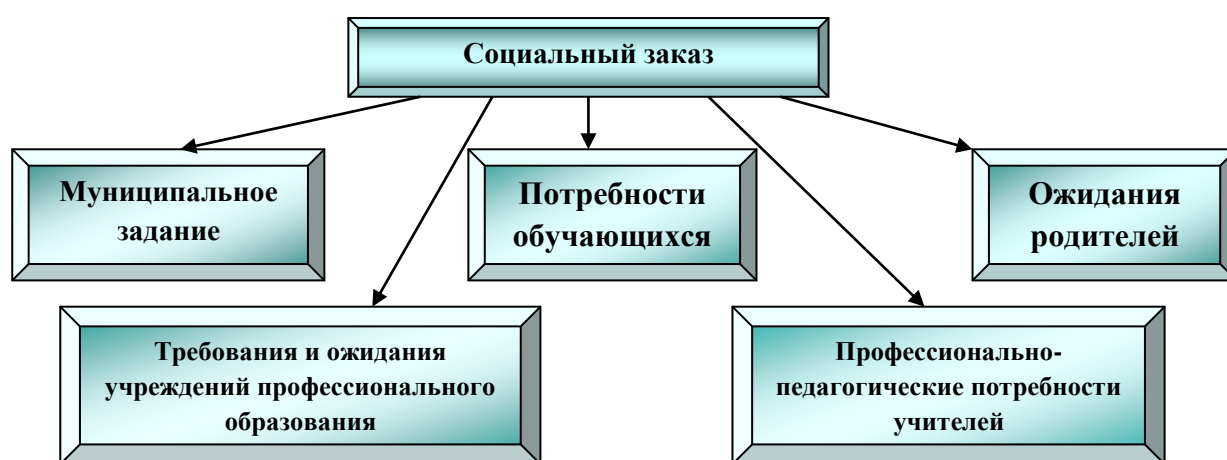 Социальный заказ
Муниципальное
задание
Потребности
обучающихся
Ожидания
родителей
Требования и ожидания
учреждений профессионального
образования
Профессионально-
педагогические потребности
учителей